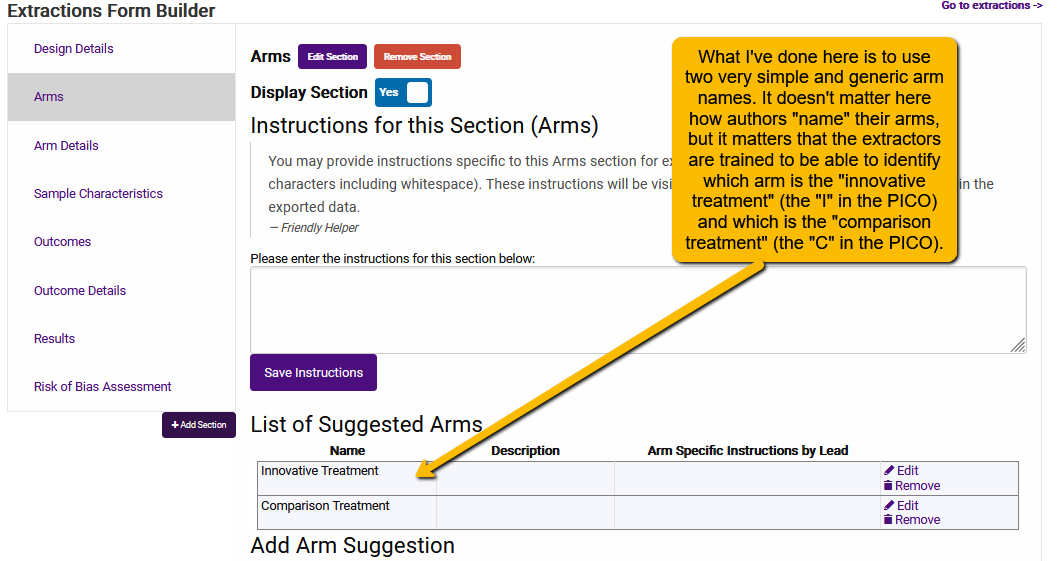 Extractions Form Builder
Go to extractions ->
Design Details
Arms
Arm Details
Sample Characteristics
Outcomes
Outcome Details
Results
Risk of Bias Assessment
+ Add Section
Arms Edit Section Remove Section
Display Section Yes
Instructions for this Section (Arms)
You may provide instructions specific to this Arms section for ex
characters including whitespace). These instructions will be visi
in the
exported data.
— Friendly Helper
Please enter the instructions for this section below:
What I've done here is to use
two very simple and generic arm
names. It doesn't matter here
how authors "name" their arms,
but it matters that the extractors
are trained to be able to identify
which arm is the "innovative
treatment" (the "I" in the PICO)
and which is the "comparison
treatment" (the "C" in the PICO).
Save Instructions
List of Suggested Arms
Name Description Arm Specific Instructions by Lead
Innovative Treatment Edit
Remove
Comparison Treatment Edit
Remove
Add Arm Suggestion